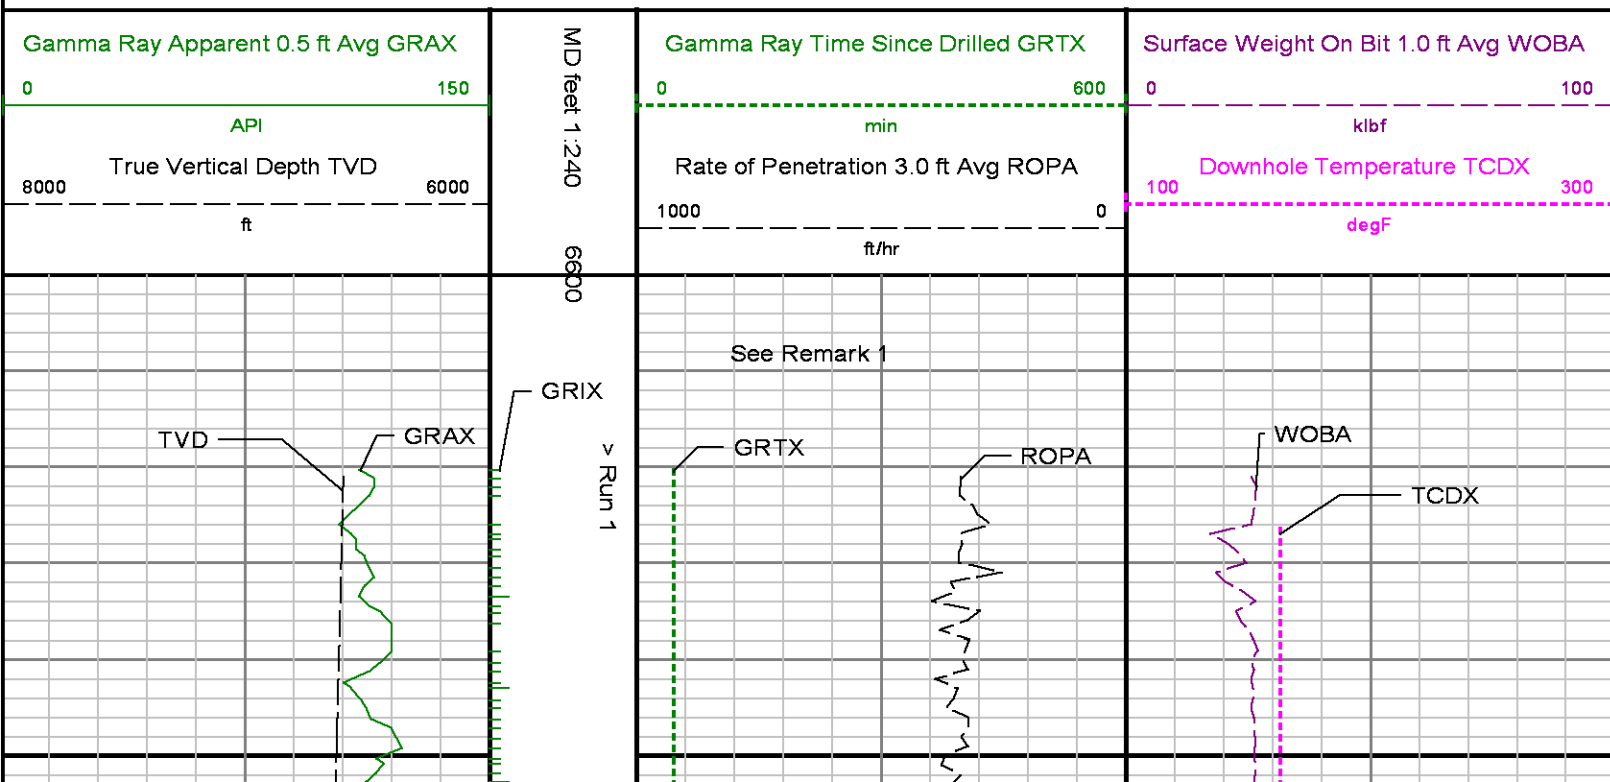 Gamma Ray Apparent 0.5 ft Avg GRAX
0 150
API
True Vertical Depth TVD
8000 6000
ft
MD feet 1:240
6600
Gamma Ray Time Since Drilled GRTX
0 600
min
Rate of Penetration 3.0 ft Avg ROPA
1000 0
ft/hr
Surface Weight On Bit 1.0 ft Avg WOBA
0 100
klbf
Downhole Temperature TCDX
100 300
degF
See Remark 1
GRIX
TVD
GRAX
> Run 1
GRTX
ROPA
WOBA
TCDX